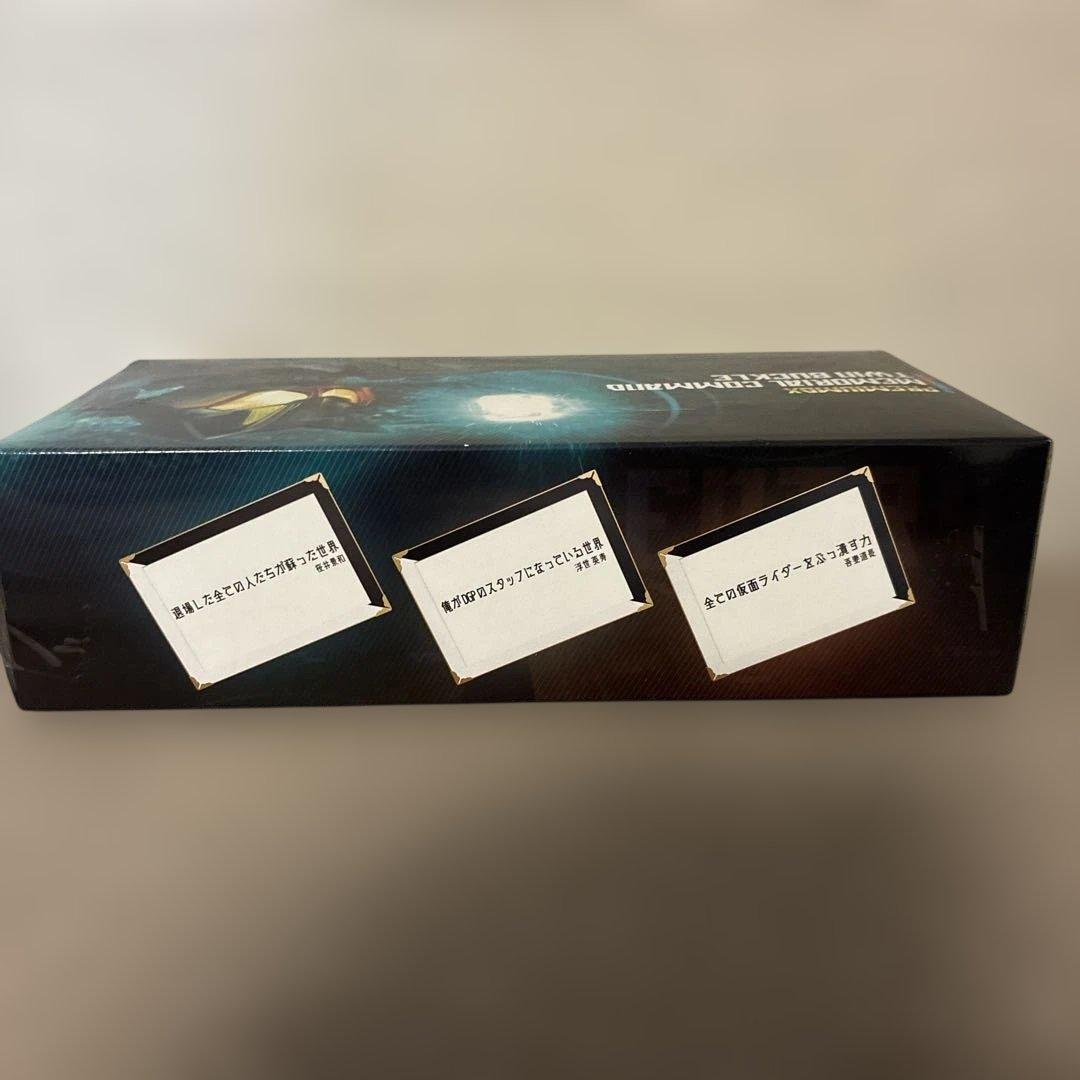 PREMIUM DX
MEMORIAL COMMAND
TWIN BUCKLE
退場した全ての人たちが蘇った世界
桜井景和
俺がDGPのスタッフになっている世界
浮世英寿
全ての仮面ライダーをぶっ潰す力
吾妻道長